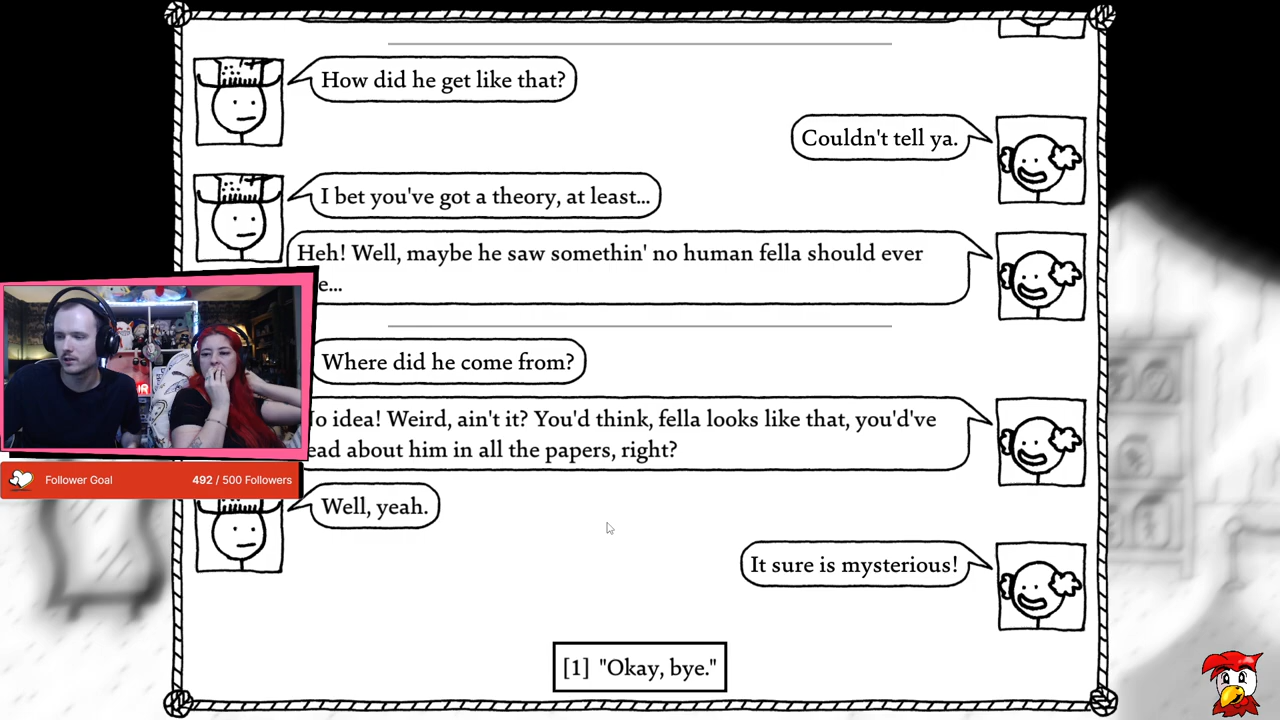 How did he get like that?
Couldn't tell ya.
I bet you've got a theory, at least...
Heh! Well, maybe he saw somethin' no human fella should ever
Where did he come from?
idea! Weird, ain't it? You'd think, fella looks like that, you'd've
about him in all the papers, right?
Follower Goal 492 / 500 Followers
Well, yeah.
It sure is mysterious!
[1] "Okay, bye."